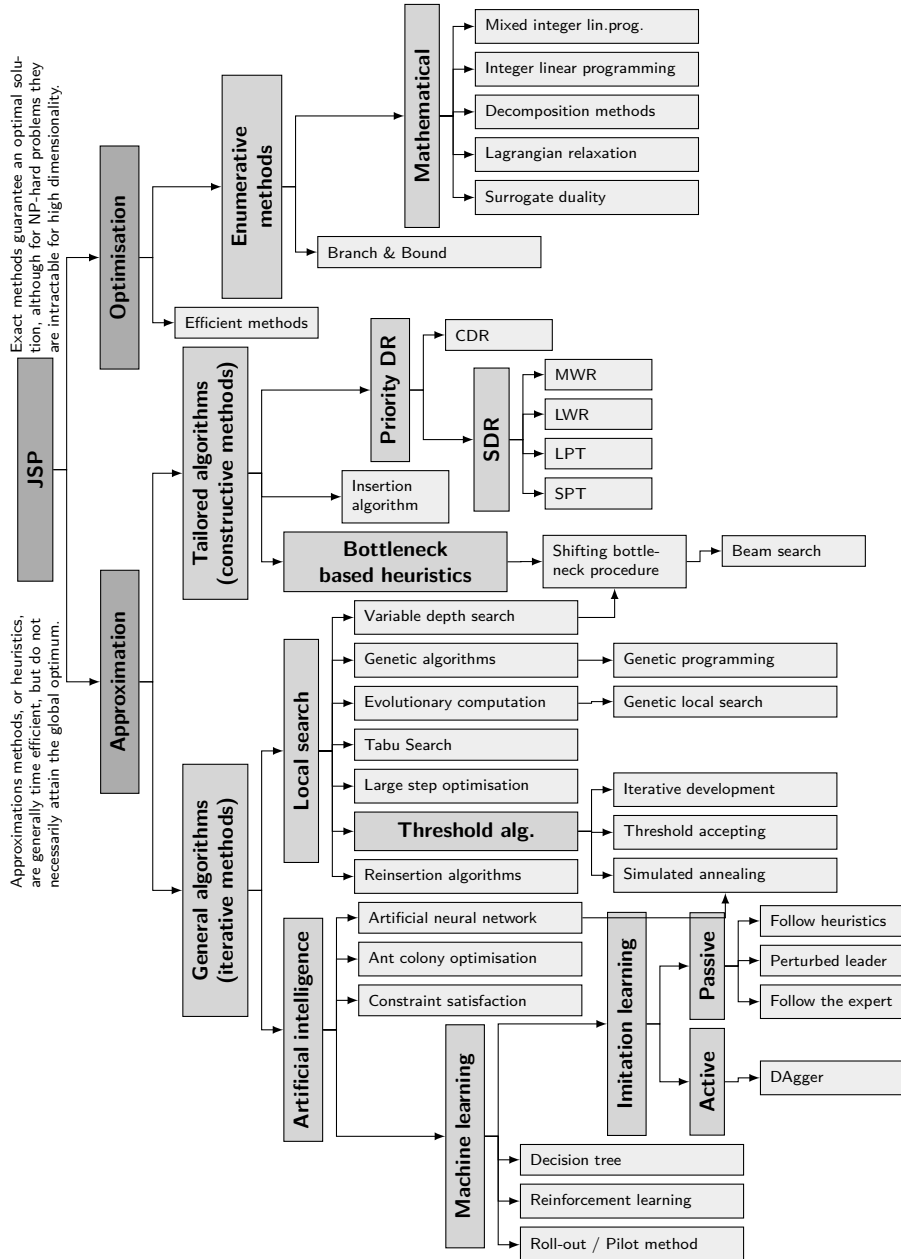 Exact methods guarantee an optimal solu-
tion, although for NP-hard problems they
are intractable for high dimensionality.
JSP
Approximations methods, or heuristics,
are generally time efficient, but do not
necessarily attain the global optimum.
Optimisation
Enumerative
methods
Mathematical
Mixed integer lin.prog.
Integer linear programming
Decomposition methods
Lagrangian relaxation
Surrogate duality
Branch & Bound
Efficient methods
Approximation
Tailored algorithms
(constructive methods)
Priority DR
CDR
SDR
MWR
LWR
LPT
SPT
Insertion
algorithm
Bottleneck
based heuristics
Shifting bottle-
neck procedure
Beam search
General algorithms
(iterative methods)
Local search
Variable depth search
Genetic algorithms
Genetic programming
Evolutionary computation
Genetic local search
Tabu Search
Large step optimisation
Threshold alg.
Iterative development
Threshold accepting
Simulated annealing
Reinsertion algorithms
Artificial intelligence
Artificial neural network
Ant colony optimisation
Constraint satisfaction
Machine learning
Imitation learning
Passive
Follow heuristics
Perturbed leader
Follow the expert
Active
DAgger
Decision tree
Reinforcement learning
Roll-out / Pilot method